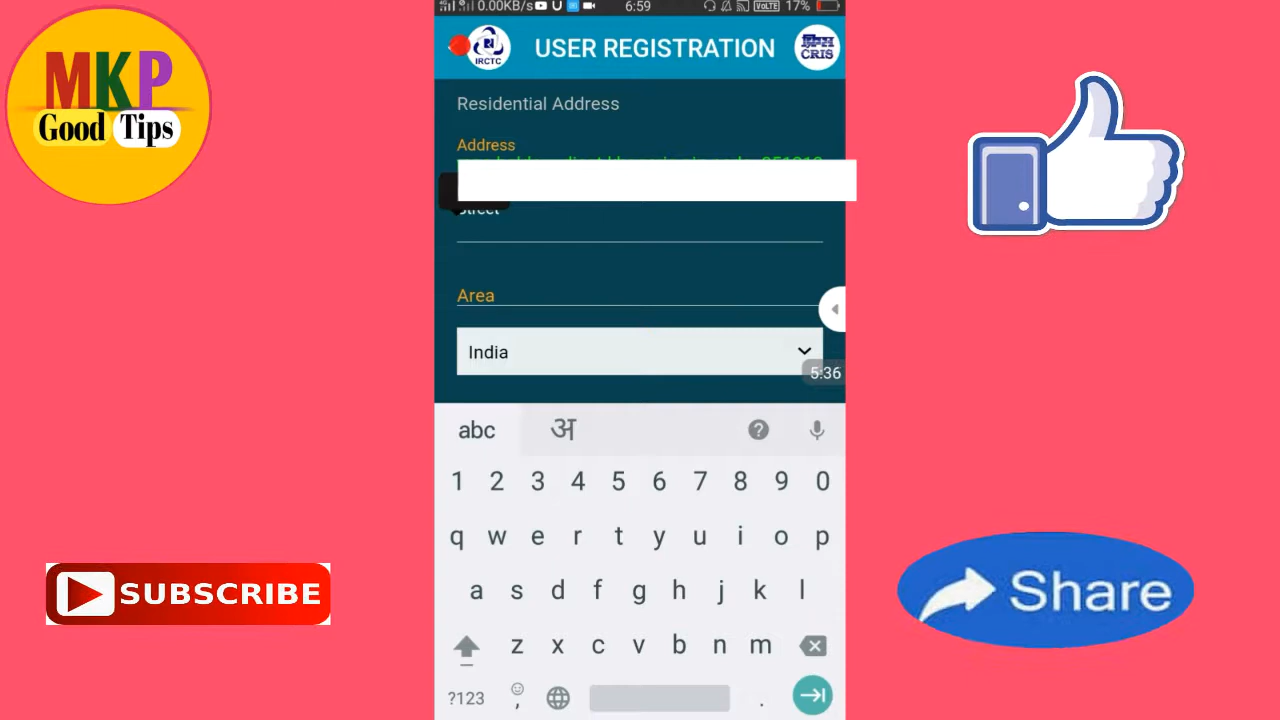 MKP
Good Tips
0.00KB/s
6:59
VoLTE 17%
IRCTC
USER REGISTRATION
CRIS
Residential Address
Address
Street
Area
India
5:36
abc अ
1 2 3 4 5 6 7 8 9 0
q w e r t y u i o p
a s d f g h j k l
z x c v b n m
?123 , .
SUBSCRIBE
Share